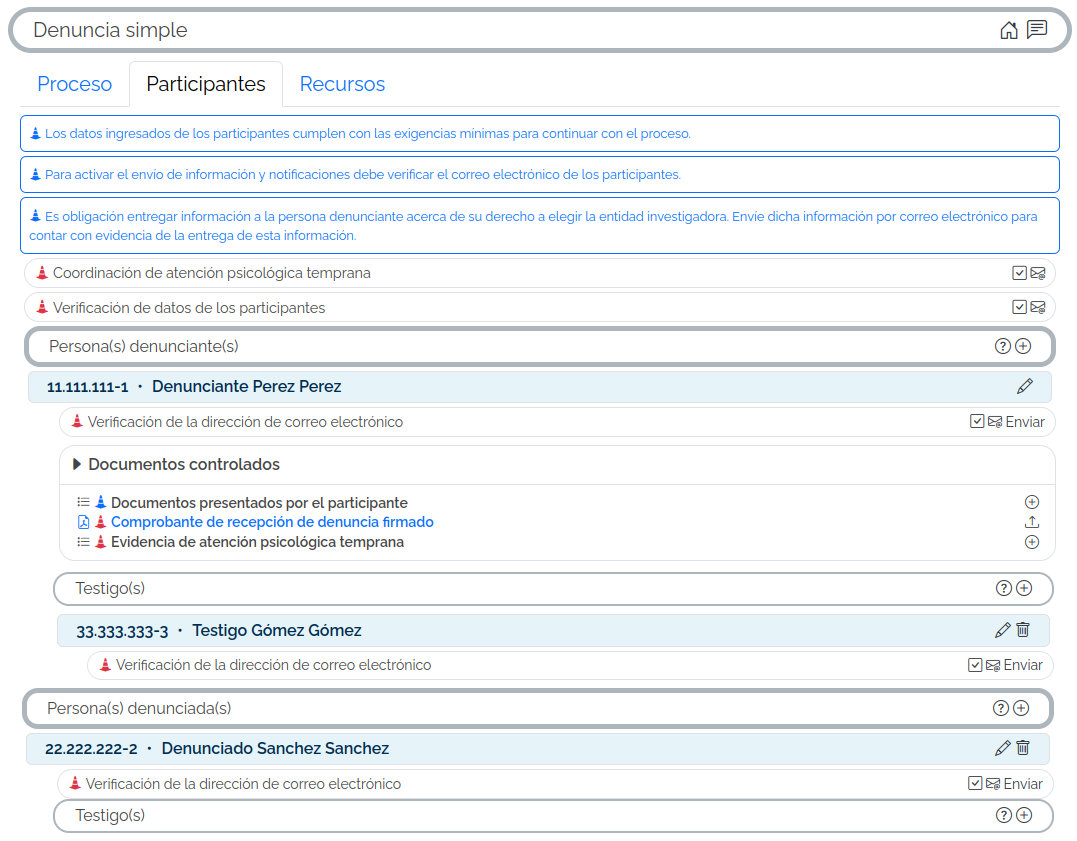 Denuncia simple
Proceso
Participantes
Recursos
Los datos ingresados de los participantes cumplen con las exigencias mínimas para continuar con el proceso.
Para activar el envío de información y notificaciones debe verificar el correo electrónico de los participantes.
Es obligación entregar información a la persona denunciante acerca de su derecho a elegir la entidad investigadora. Envíe dicha información por correo electrónico para
contar con evidencia de la entrega de esta información.
Coordinación de atención psicológica temprana
Verificación de datos de los participantes
Persona(s) denunciante(s)
11.111.111-1 · Denunciante Perez Perez
Verificación de la dirección de correo electrónico Enviar
Documentos controlados
Documentos presentados por el participante
Comprobante de recepción de denuncia firmado
Evidencia de atención psicológica temprana
Testigo(s)
33.333.333-3 · Testigo Gómez Gómez
Verificación de la dirección de correo electrónico Enviar
Persona(s) denunciada(s)
22.222.222-2 · Denunciado Sanchez Sanchez
Verificación de la dirección de correo electrónico Enviar
Testigo(s)